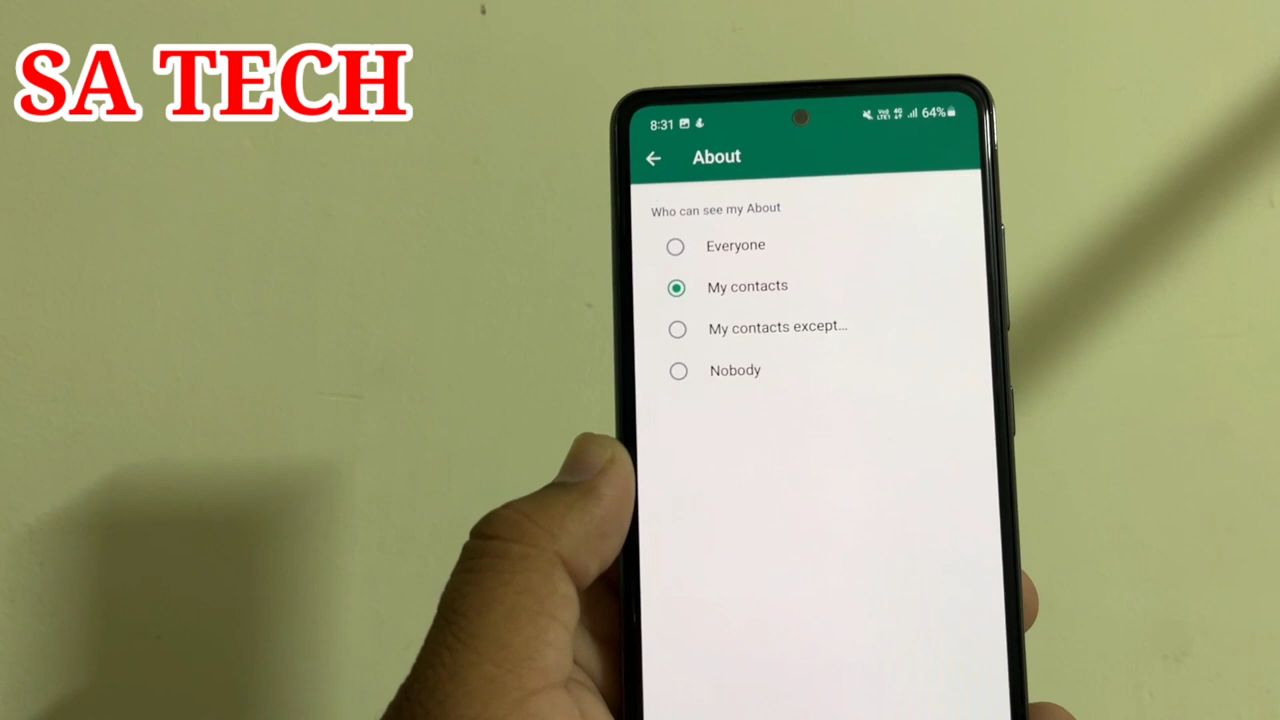 SA TECH
8:31 64%
About
Who can see my About
Everyone
My contacts
My contacts except...
Nobody